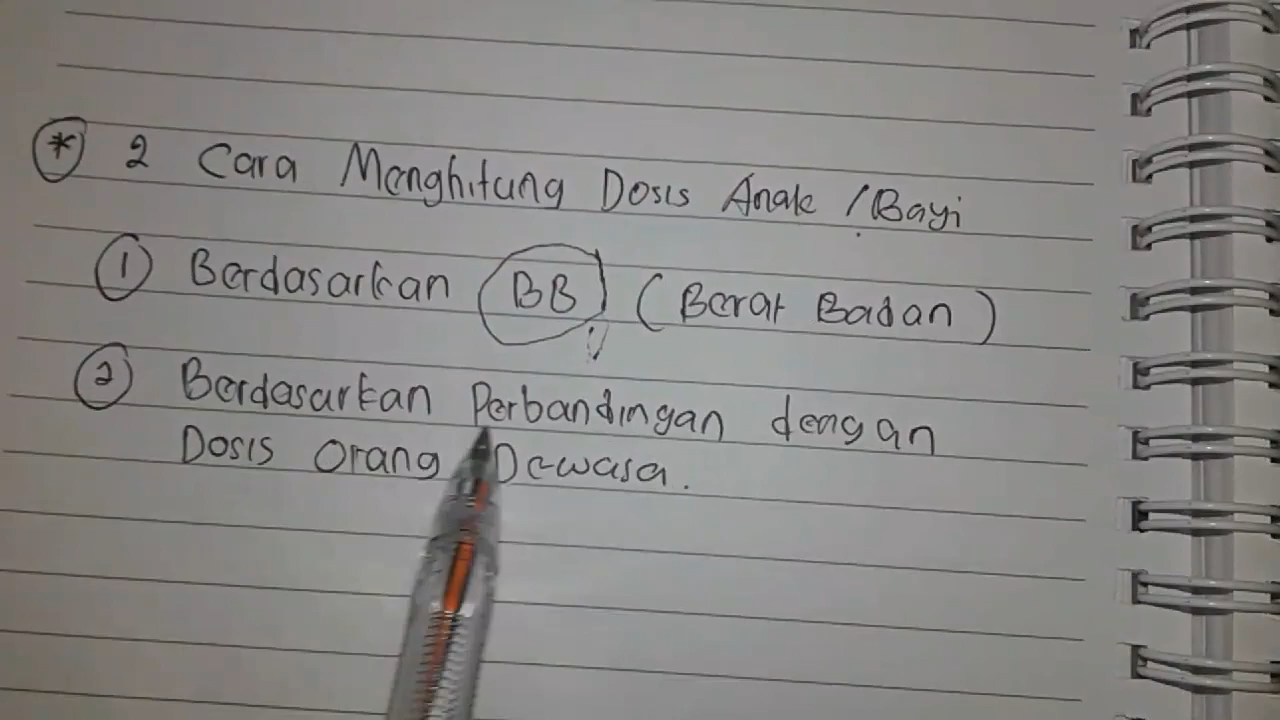 * 2 Cara Menghitung Dosis Anak / Bayi
1 Berdasarkan BB (Berat Badan)
2 Berdasarkan Perbandingan dengan
Dosis Orang Dewasa.